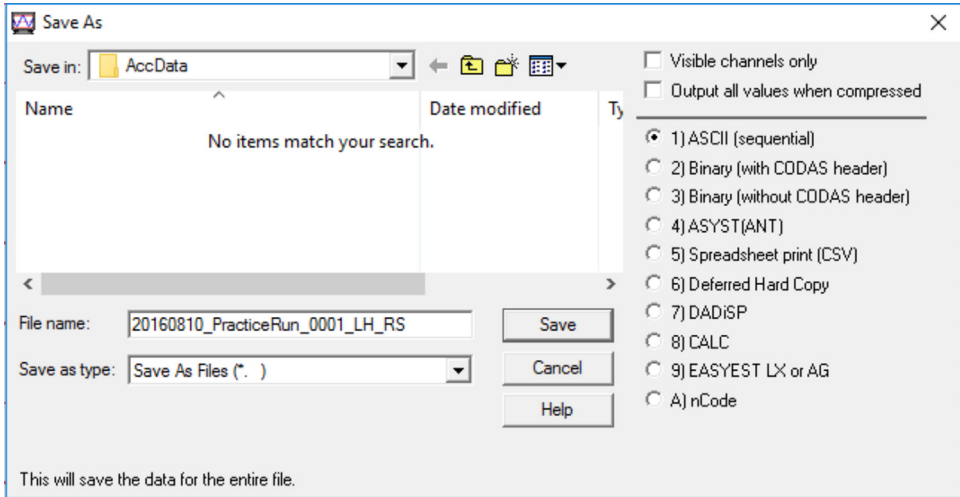 Save As
Save in: AccData
Name Date modified Ty
No items match your search.
File name: 20160810_PracticeRun_0001_LH_RS
Save
Save as type: Save As Files (*. )
Cancel
Help
This will save the data for the entire file.
Visible channels only
Output all values when compressed
1) ASCII (sequential)
2) Binary (with CODAS header)
3) Binary (without CODAS header)
4) ASYST(ANT)
5) Spreadsheet print (CSV)
6) Deferred Hard Copy
7) DADiSP
8) CALC
9) EASYEST LX or AG
A) nCode